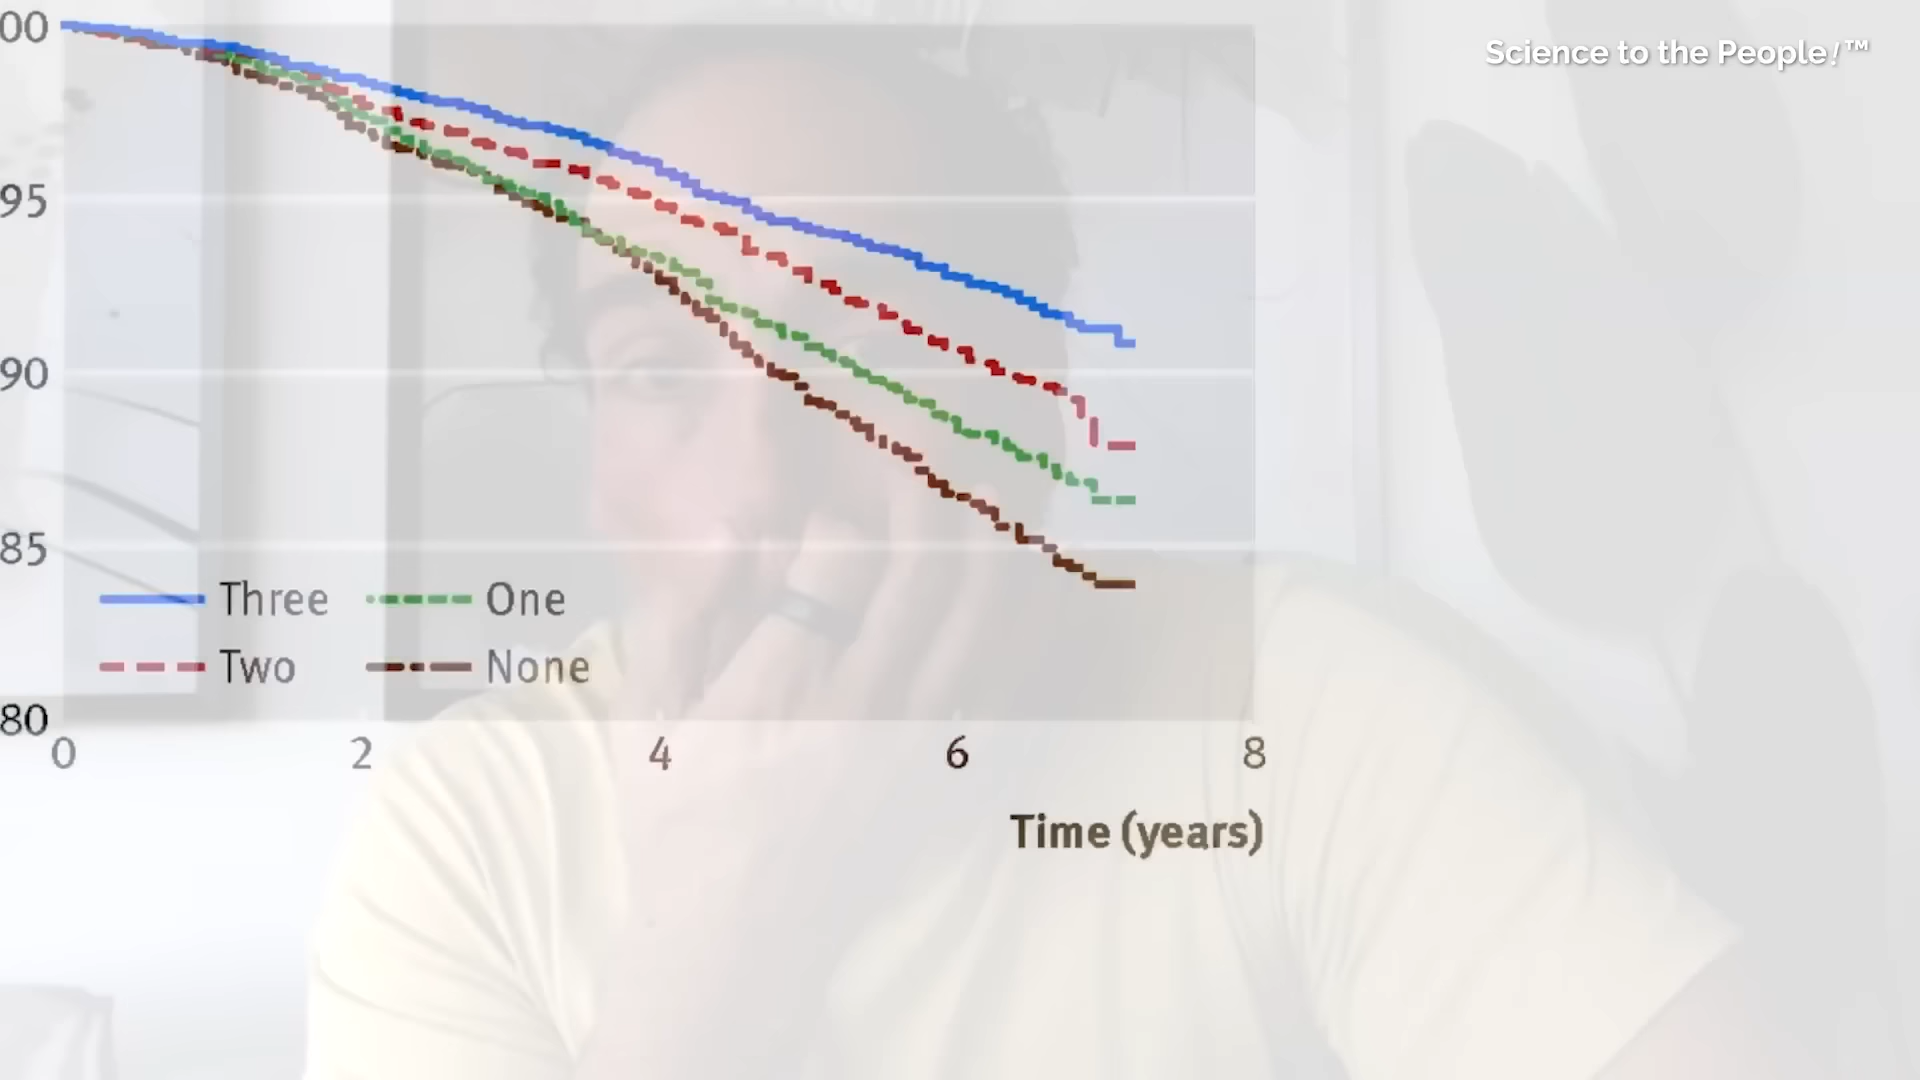 Science to the People!™
00
95
90
85
80
Three One
Two None
0 2 4 6 8
Time (years)